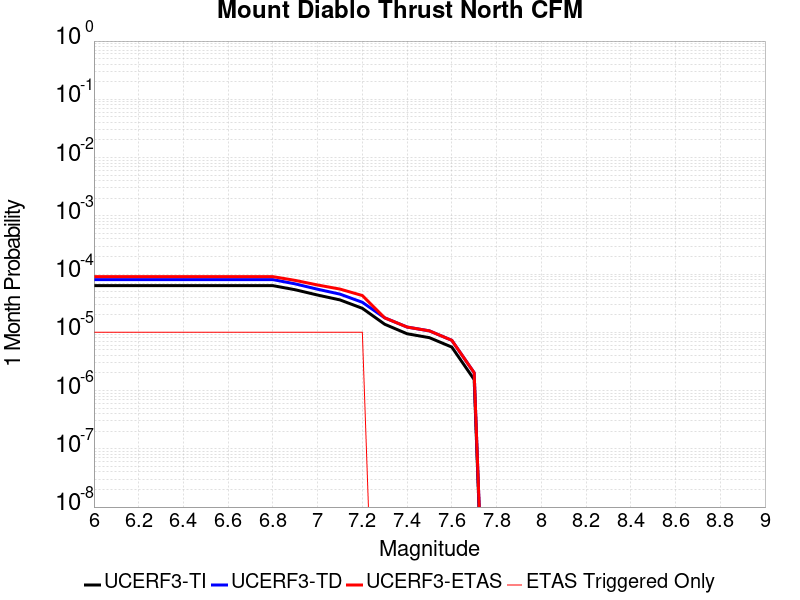 Mount Diablo Thrust North CFM
10^0
10^-1
10^-2
10^-3
10^-4
10^-5
10^-6
10^-7
10^-8
1 Month Probability
6 6.2 6.4 6.6 6.8 7 7.2 7.4 7.6 7.8 8 8.2 8.4 8.6 8.8 9
Magnitude
UCERF3-TI UCERF3-TD UCERF3-ETAS ETAS Triggered Only